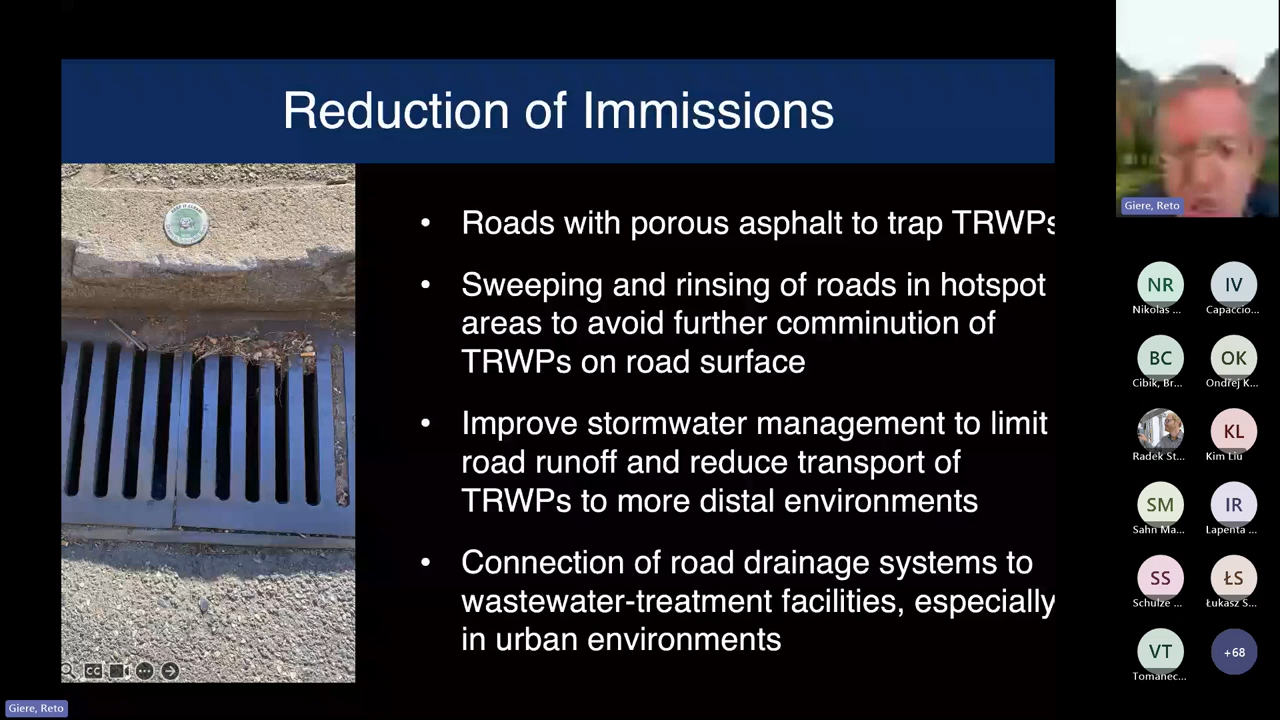 Reduction of Immissions
• Roads with porous asphalt to trap TRWPs
• Sweeping and rinsing of roads in hotspot
areas to avoid further comminution of
TRWPs on road surface
• Improve stormwater management to limit
road runoff and reduce transport of
TRWPs to more distal environments
• Connection of road drainage systems to
wastewater-treatment facilities, especially
in urban environments
CC
Giere, Reto
Giere, Reto
NR
IV
Nikolas ...
Capaccio...
BC
OK
Cibik, Br...
Ondřej K...
KL
Radek St...
Kim Liu
SM
IR
Sahn Ma...
Lapenta ...
SS
ŁS
Schulze ...
Łukasz S...
VT
+68
Tomanec...